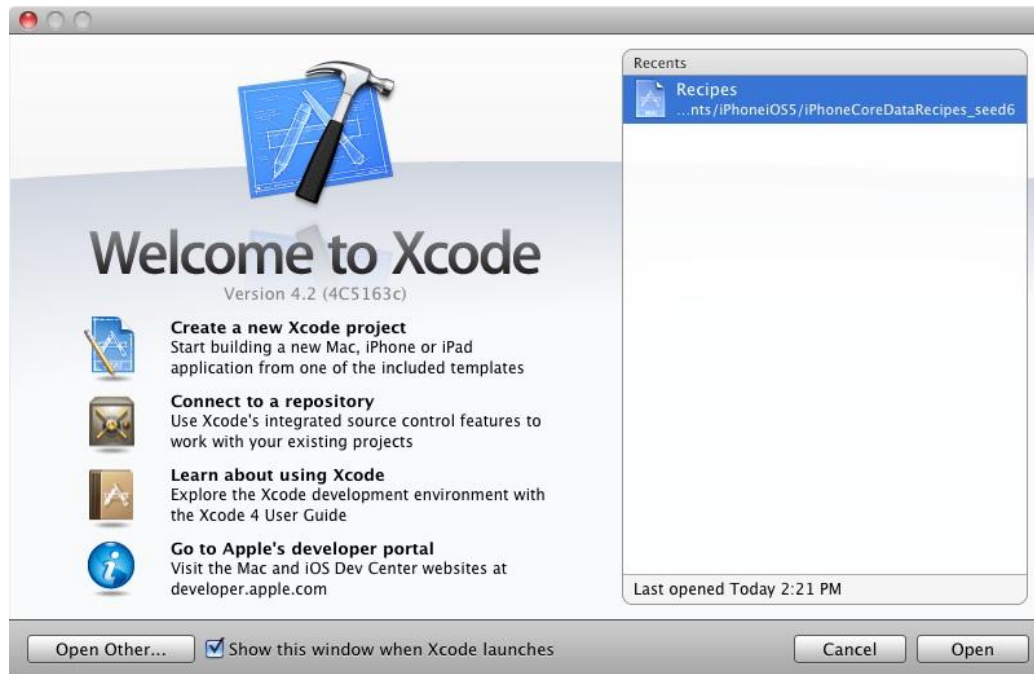 Welcome to Xcode
Version 4.2 (4C5163c)
Create a new Xcode project
Start building a new Mac, iPhone or iPad
application from one of the included templates
Connect to a repository
Use Xcode's integrated source control features to
work with your existing projects
Learn about using Xcode
Explore the Xcode development environment with
the Xcode 4 User Guide
Go to Apple's developer portal
Visit the Mac and iOS Dev Center websites at
developer.apple.com
Recents
Recipes
...nts/iPhoneiOS5/iPhoneCoreDataRecipes_seed6
Last opened Today 2:21 PM
Open Other...
Show this window when Xcode launches
Cancel
Open